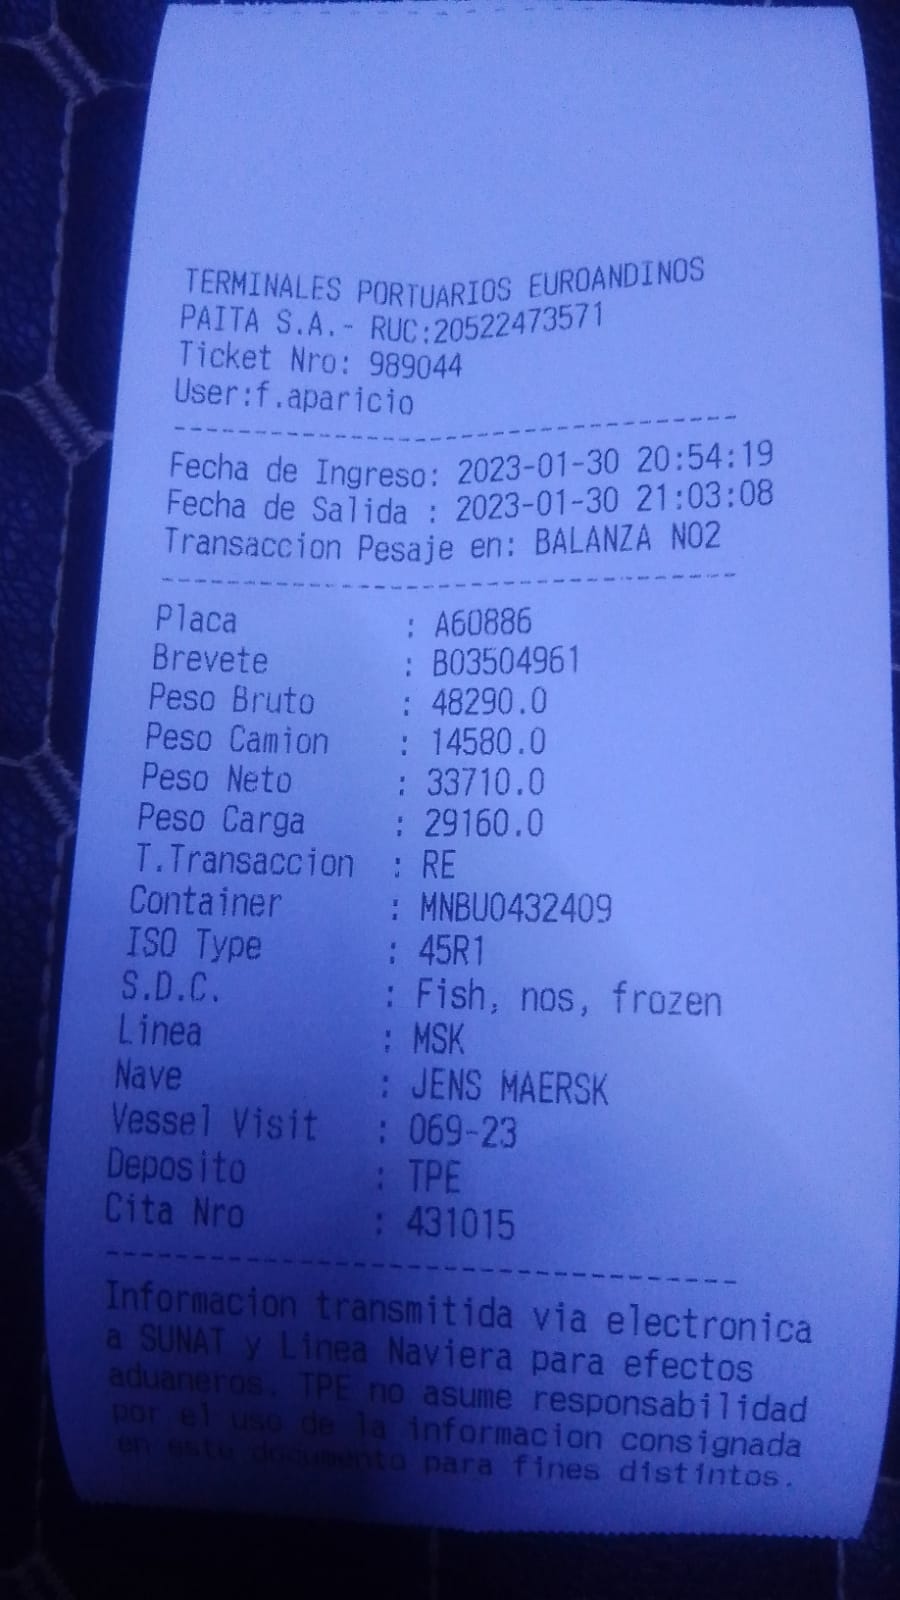 TERMINALES PORTUARIOS EUROANDINOS
PAITA S.A.- RUC:20522473571
Ticket Nro: 989044
User:f.aparicio
Fecha de Ingreso: 2023-01-30 20:54:19
Fecha de Salida : 2023-01-30 21:03:08
Transaccion Pesaje en: BALANZA NO2
Placa : A60886
Brevete : B03504961
Peso Bruto : 48290.0
Peso Camion : 14580.0
Peso Neto : 33710.0
Peso Carga : 29160.0
T.Transaccion : RE
Container : MNBU0432409
ISO Type : 45R1
S.D.C. : Fish, nos, frozen
Linea : MSK
Nave : JENS MAERSK
Vessel Visit : 069-23
Deposito : TPE
Cita Nro : 431015
Informacion transmitida via electronica
a SUNAT y Linea Naviera para efectos
aduaneros. TPE no asume responsabilidad
por el uso de la informacion consignada
en este documento para fines distintos.